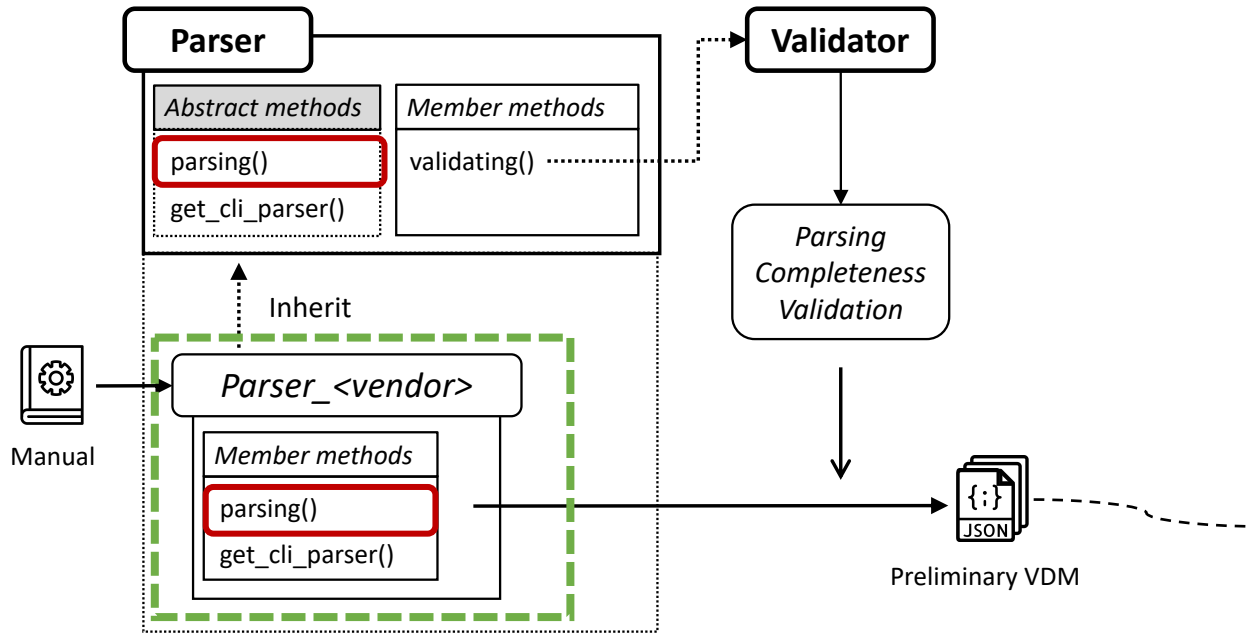 Parser
Validator
Abstract methods
Member methods
parsing()
validating()
get_cli_parser()
Parsing
Completeness
Validation
Inherit
Parser_<vendor>
Manual
Member methods
parsing()
get_cli_parser()
{;}
JSON
Preliminary VDM